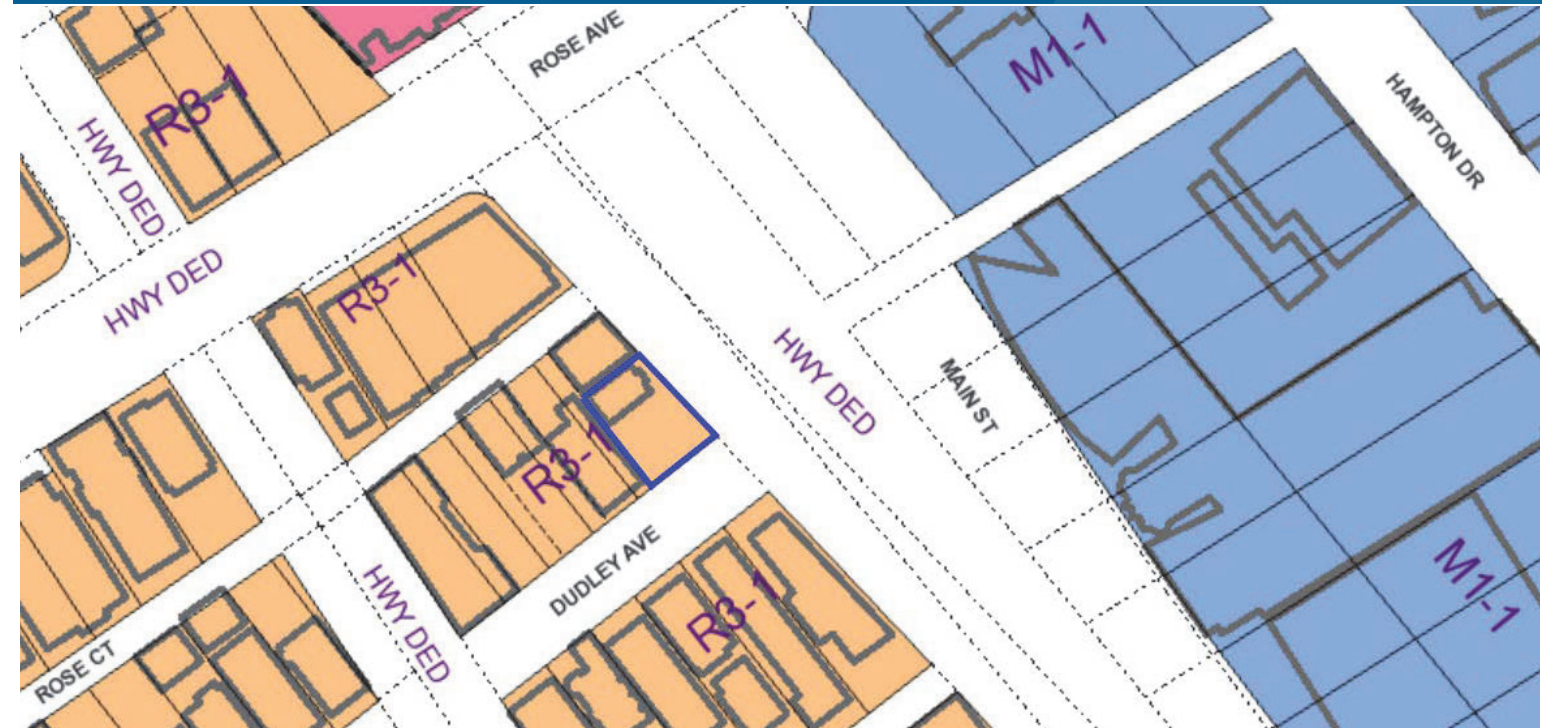 ROSE AVE
M1-1
R3-1
HAMPTON DR
HWY DED
HWY DED
R3-1
HWY DED
MAIN ST
R3-1
DUDLEY AVE
M1-1
R3-1
HWY DED
ROSE CT